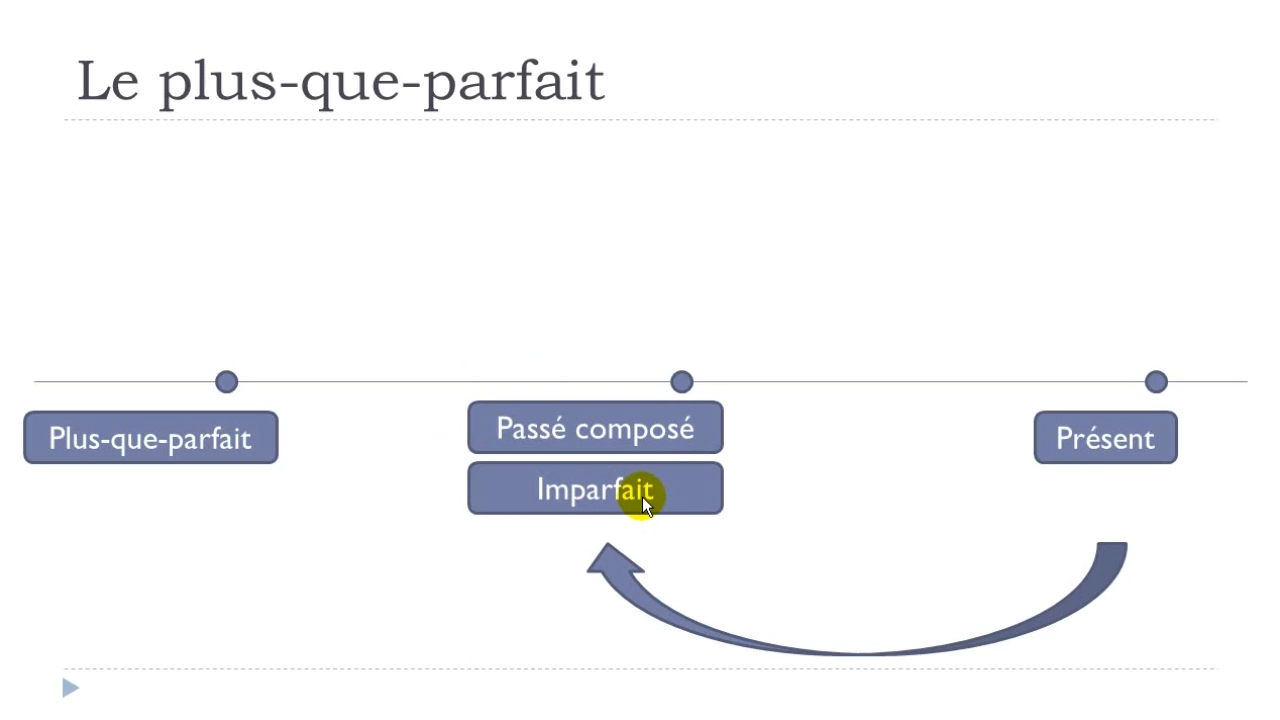 Le plus-que-parfait
Plus-que-parfait
Passé composé
Imparfait
Présent